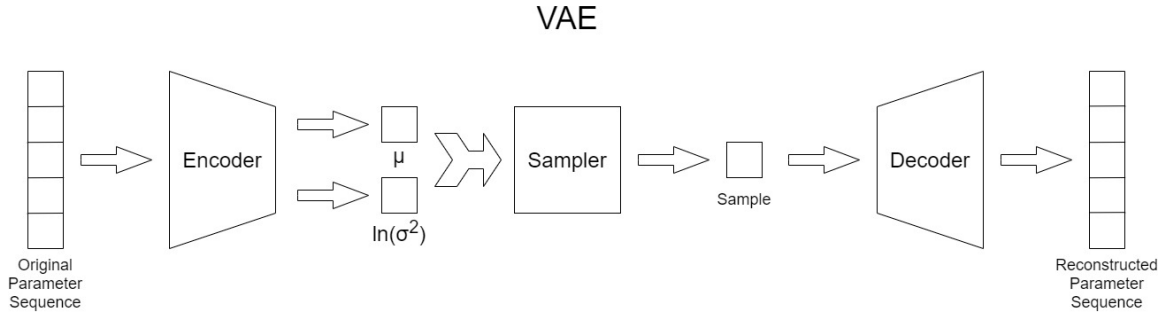 VAE
Encoder
μ
ln(σ²)
Sampler
Sample
Decoder
Original
Parameter
Sequence
Reconstructed
Parameter
Sequence